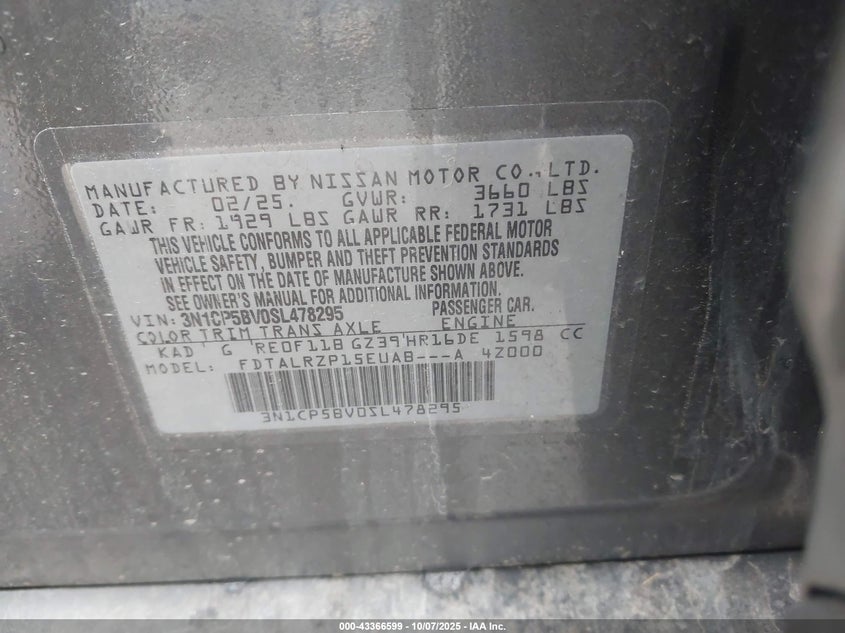 MANUFACTURED BY NISSAN MOTOR CO.,LTD.
DATE: 02/25. GVWR: 3660 LBS
GAWR FR: 1929 LBS GAWR RR: 1731 LBS
THIS VEHICLE CONFORMS TO ALL APPLICABLE FEDERAL MOTOR
VEHICLE SAFETY, BUMPER AND THEFT PREVENTION STANDARDS
IN EFFECT ON THE DATE OF MANUFACTURE SHOWN ABOVE.
SEE OWNER'S MANUAL FOR ADDITIONAL INFORMATION.
VIN: 3N1CP5BV0SL478295 PASSENGER CAR.
COLOR TRIM TRANS AXLE ENGINE
KAD G RE0F11B GZ39 HR16DE 1598 CC
MODEL: FDTALRZP15EUAB---A 4Z000
3N1CP5BV0SL478295
000-43366599 | 10/07/2025 | IAA Inc.